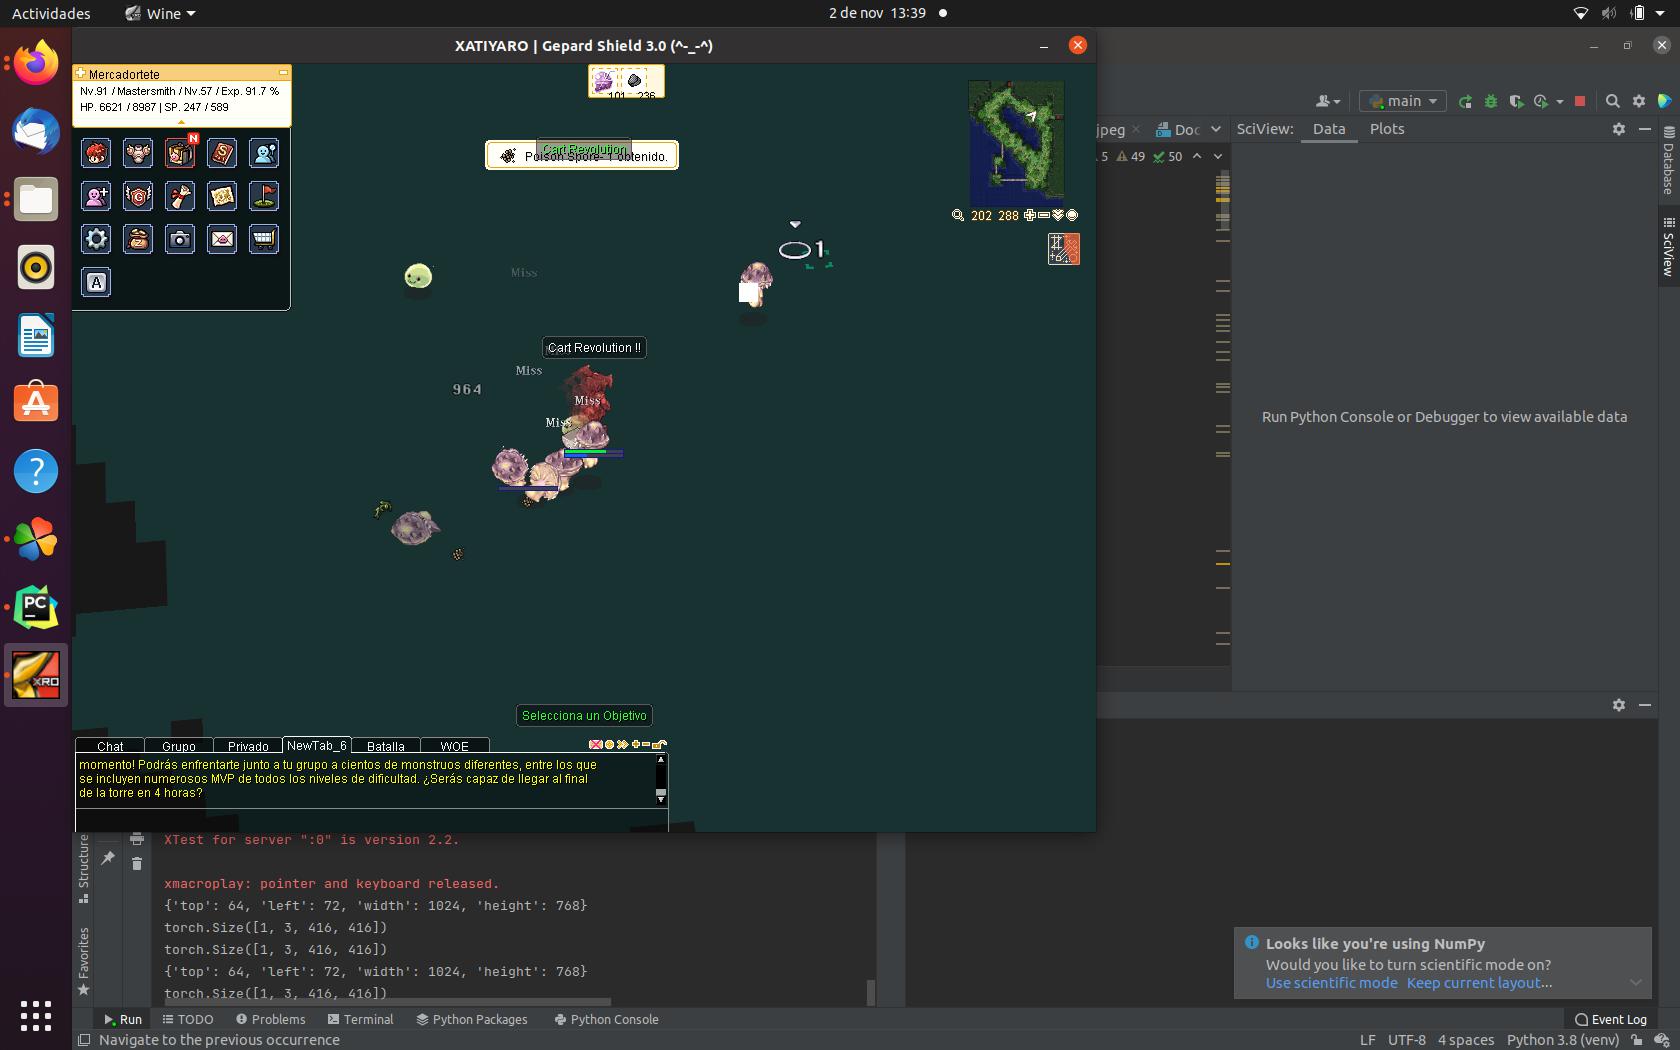 Actividades
Wine
2 de nov 13:39
XATIYARO | Gepard Shield 3.0 (^-_-^)
Mercadortete
Nv.91 / Mastersmith / Nv.57 / Exp. 91.7 %
HP. 6621 / 8987 | SP. 247 / 589
N
G
A
101 236
Cart Revolution
Poison Spore- 1 obtenido.
202 288
1
Miss
Cart Revolution !!
Miss
964
Miss
Miss
Selecciona un Objetivo
Chat Grupo Privado NewTab_6 Batalla WOE
momento! Podrás enfrentarte junto a tu grupo a cientos de monstruos diferentes, entre los que
se incluyen numerosos MVP de todos los niveles de dificultad. ¿Serás capaz de llegar al final
de la torre en 4 horas?
PC
XRO
main
jpeg
Doc
SciView: Data Plots
5 49 50
Database
SciView
Run Python Console or Debugger to view available data
Structure
Favorites
XTest for server ":0" is version 2.2.
xmacroplay: pointer and keyboard released.
{'top': 64, 'left': 72, 'width': 1024, 'height': 768}
torch.Size([1, 3, 416, 416])
torch.Size([1, 3, 416, 416])
{'top': 64, 'left': 72, 'width': 1024, 'height': 768}
torch.Size([1, 3, 416, 416])
Looks like you're using NumPy
Would you like to turn scientific mode on?
Use scientific mode Keep current layout...
Run TODO Problems Terminal Python Packages Python Console
Event Log
Navigate to the previous occurrence
LF UTF-8 4 spaces Python 3.8 (venv)